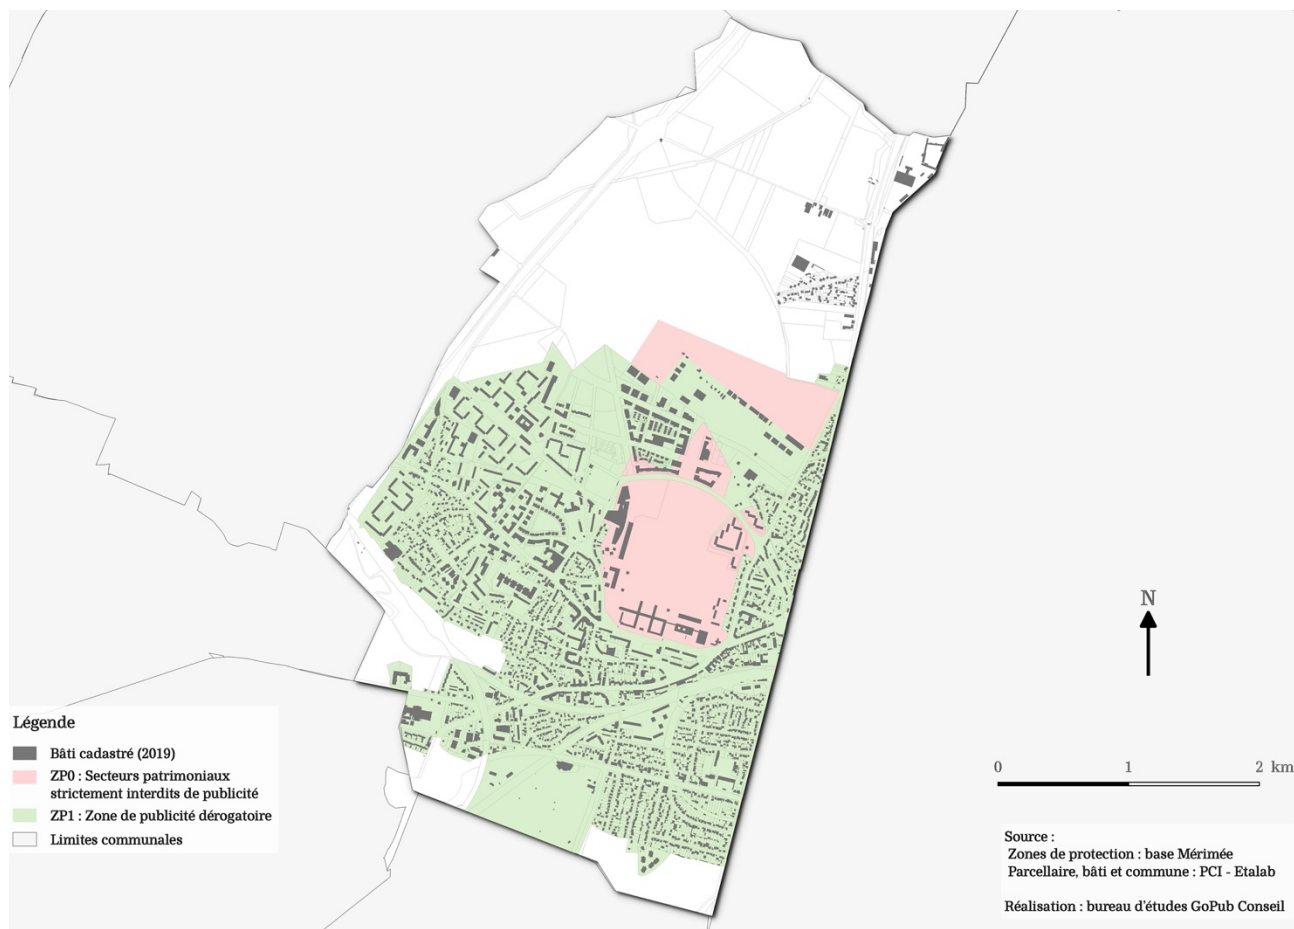 N
0 1 2 km
Légende
Bâti cadastré (2019)
ZP0 : Secteurs patrimoniaux
strictement interdits de publicité
ZP1 : Zone de publicité dérogatoire
Limites communales
Source :
Zones de protection : base Mérimée
Parcellaire, bâti et commune : PCI - Etalab
Réalisation : bureau d'études GoPub Conseil